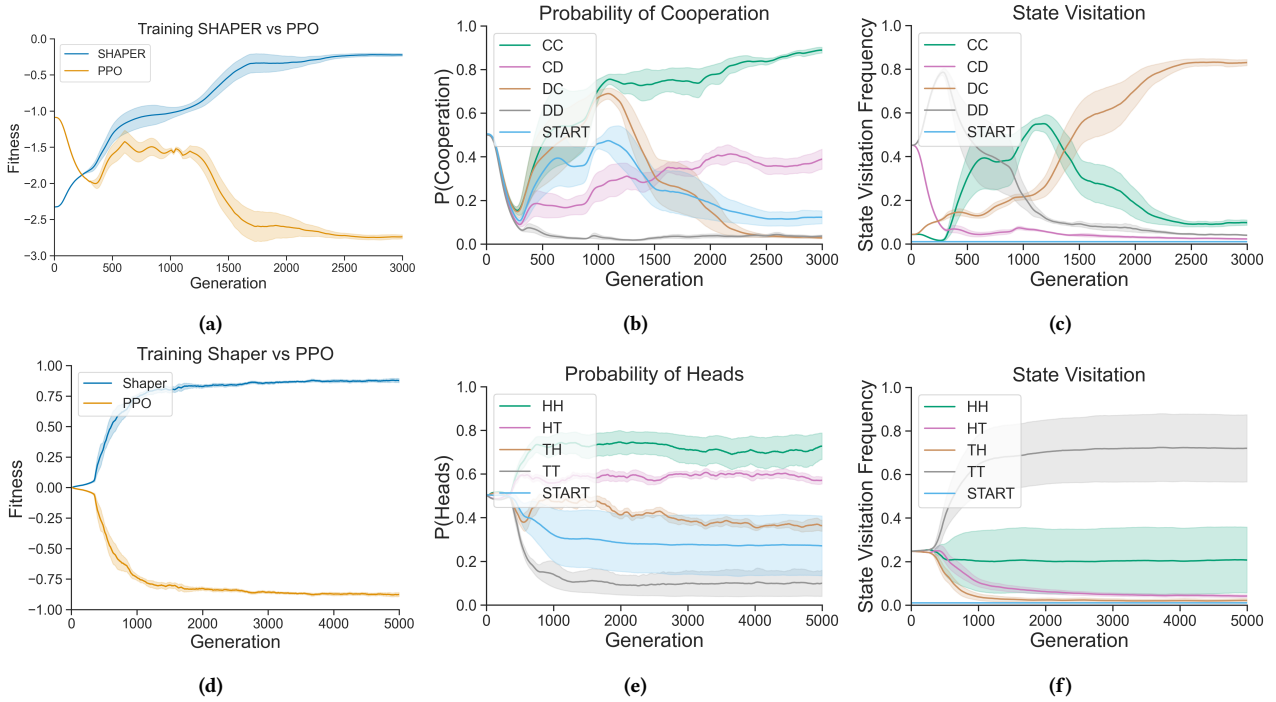 Training SHAPER vs PPO
SHAPER
PPO
0.0
−0.5
−1.0
−1.5
−2.0
−2.5
−3.0
Fitness
0 500 1000 1500 2000 2500 3000
Generation
(a)
Probability of Cooperation
CC
CD
DC
DD
START
1.0
0.8
0.6
0.4
0.2
0.0
P(Cooperation)
0 500 1000 1500 2000 2500 3000
Generation
(b)
State Visitation
CC
CD
DC
DD
START
1.0
0.8
0.6
0.4
0.2
0.0
State Visitation Frequency
0 500 1000 1500 2000 2500 3000
Generation
(c)
Training Shaper vs PPO
Shaper
PPO
1.00
0.75
0.50
0.25
0.00
−0.25
−0.50
−0.75
−1.00
Fitness
0 1000 2000 3000 4000 5000
Generation
(d)
Probability of Heads
HH
HT
TH
TT
START
1.0
0.8
0.6
0.4
0.2
0.0
P(Heads)
0 1000 2000 3000 4000 5000
Generation
(e)
State Visitation
HH
HT
TH
TT
START
1.0
0.8
0.6
0.4
0.2
0.0
State Visitation Frequency
0 1000 2000 3000 4000 5000
Generation
(f)